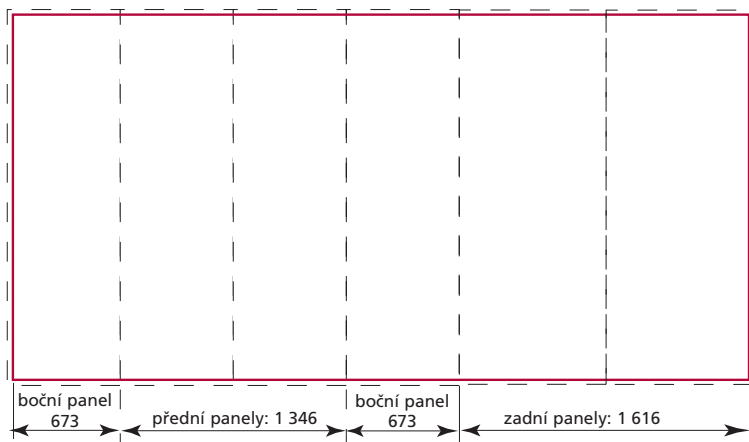 boční panel
673
přední panely: 1 346
boční panel
673
zadní panely: 1 616